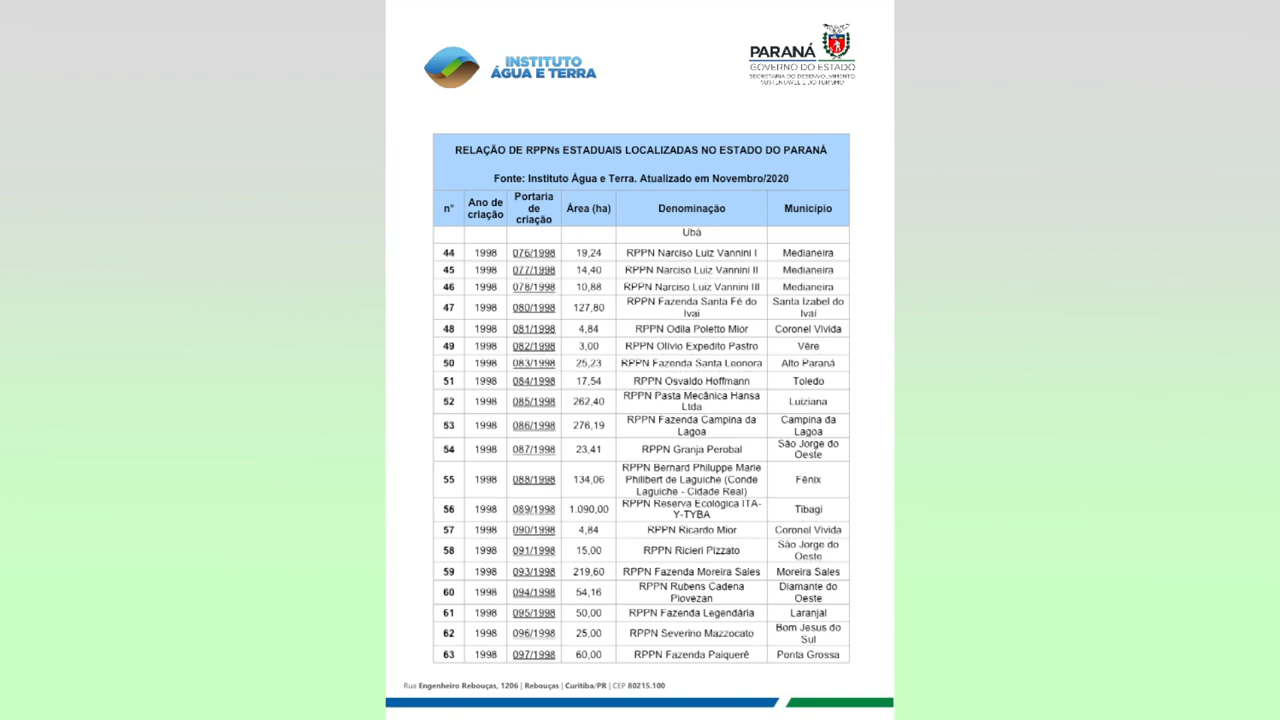 INSTITUTO
ÁGUA E TERRA
PARANÁ
GOVERNO DO ESTADO
SECRETARIA DO DESENVOLVIMENTO
SUSTENTÁVEL E DO TURISMO
RELAÇÃO DE RPPNs ESTADUAIS LOCALIZADAS NO ESTADO DO PARANÁ
Fonte: Instituto Água e Terra. Atualizado em Novembro/2020
n° Ano de criação Portaria de criação Área (ha) Denominação Município
Ubá
44 1998 076/1998 19,24 RPPN Narciso Luiz Vannini I Medianeira
45 1998 077/1998 14,40 RPPN Narciso Luiz Vannini II Medianeira
46 1998 078/1998 10,88 RPPN Narciso Luiz Vannini III Medianeira
47 1998 080/1998 127,80 RPPN Fazenda Santa Fé do Ivaí Santa Izabel do Ivaí
48 1998 081/1998 4,84 RPPN Odila Poletto Mior Coronel Vivida
49 1998 082/1998 3,00 RPPN Olivio Expedito Pastro Vêre
50 1998 083/1998 25,23 RPPN Fazenda Santa Leonora Alto Paraná
51 1998 084/1998 17,54 RPPN Osvaldo Hoffmann Toledo
52 1998 085/1998 262,40 RPPN Pasta Mecânica Hansa Ltda Luiziana
53 1998 086/1998 276,19 RPPN Fazenda Campina da Lagoa Campina da Lagoa
54 1998 087/1998 23,41 RPPN Granja Perobal São Jorge do Oeste
55 1998 088/1998 134,06 RPPN Bernard Philuppe Marie Philibert de Laguiche (Conde Laguiche - Cidade Real) Fênix
56 1998 089/1998 1.090,00 RPPN Reserva Ecológica ITA-Y-TYBA Tibagi
57 1998 090/1998 4,84 RPPN Ricardo Mior Coronel Vivida
58 1998 091/1998 15,00 RPPN Ricieri Pizzato São Jorge do Oeste
59 1998 093/1998 219,60 RPPN Fazenda Moreira Sales Moreira Sales
60 1998 094/1998 54,16 RPPN Rubens Cadena Piovezan Diamante do Oeste
61 1998 095/1998 50,00 RPPN Fazenda Legendária Laranjal
62 1998 096/1998 25,00 RPPN Severino Mazzocato Bom Jesus do Sul
63 1998 097/1998 60,00 RPPN Fazenda Paiquerê Ponta Grossa
Rua Engenheiro Rebouças, 1206 | Rebouças | Curitiba/PR | CEP 80215.100